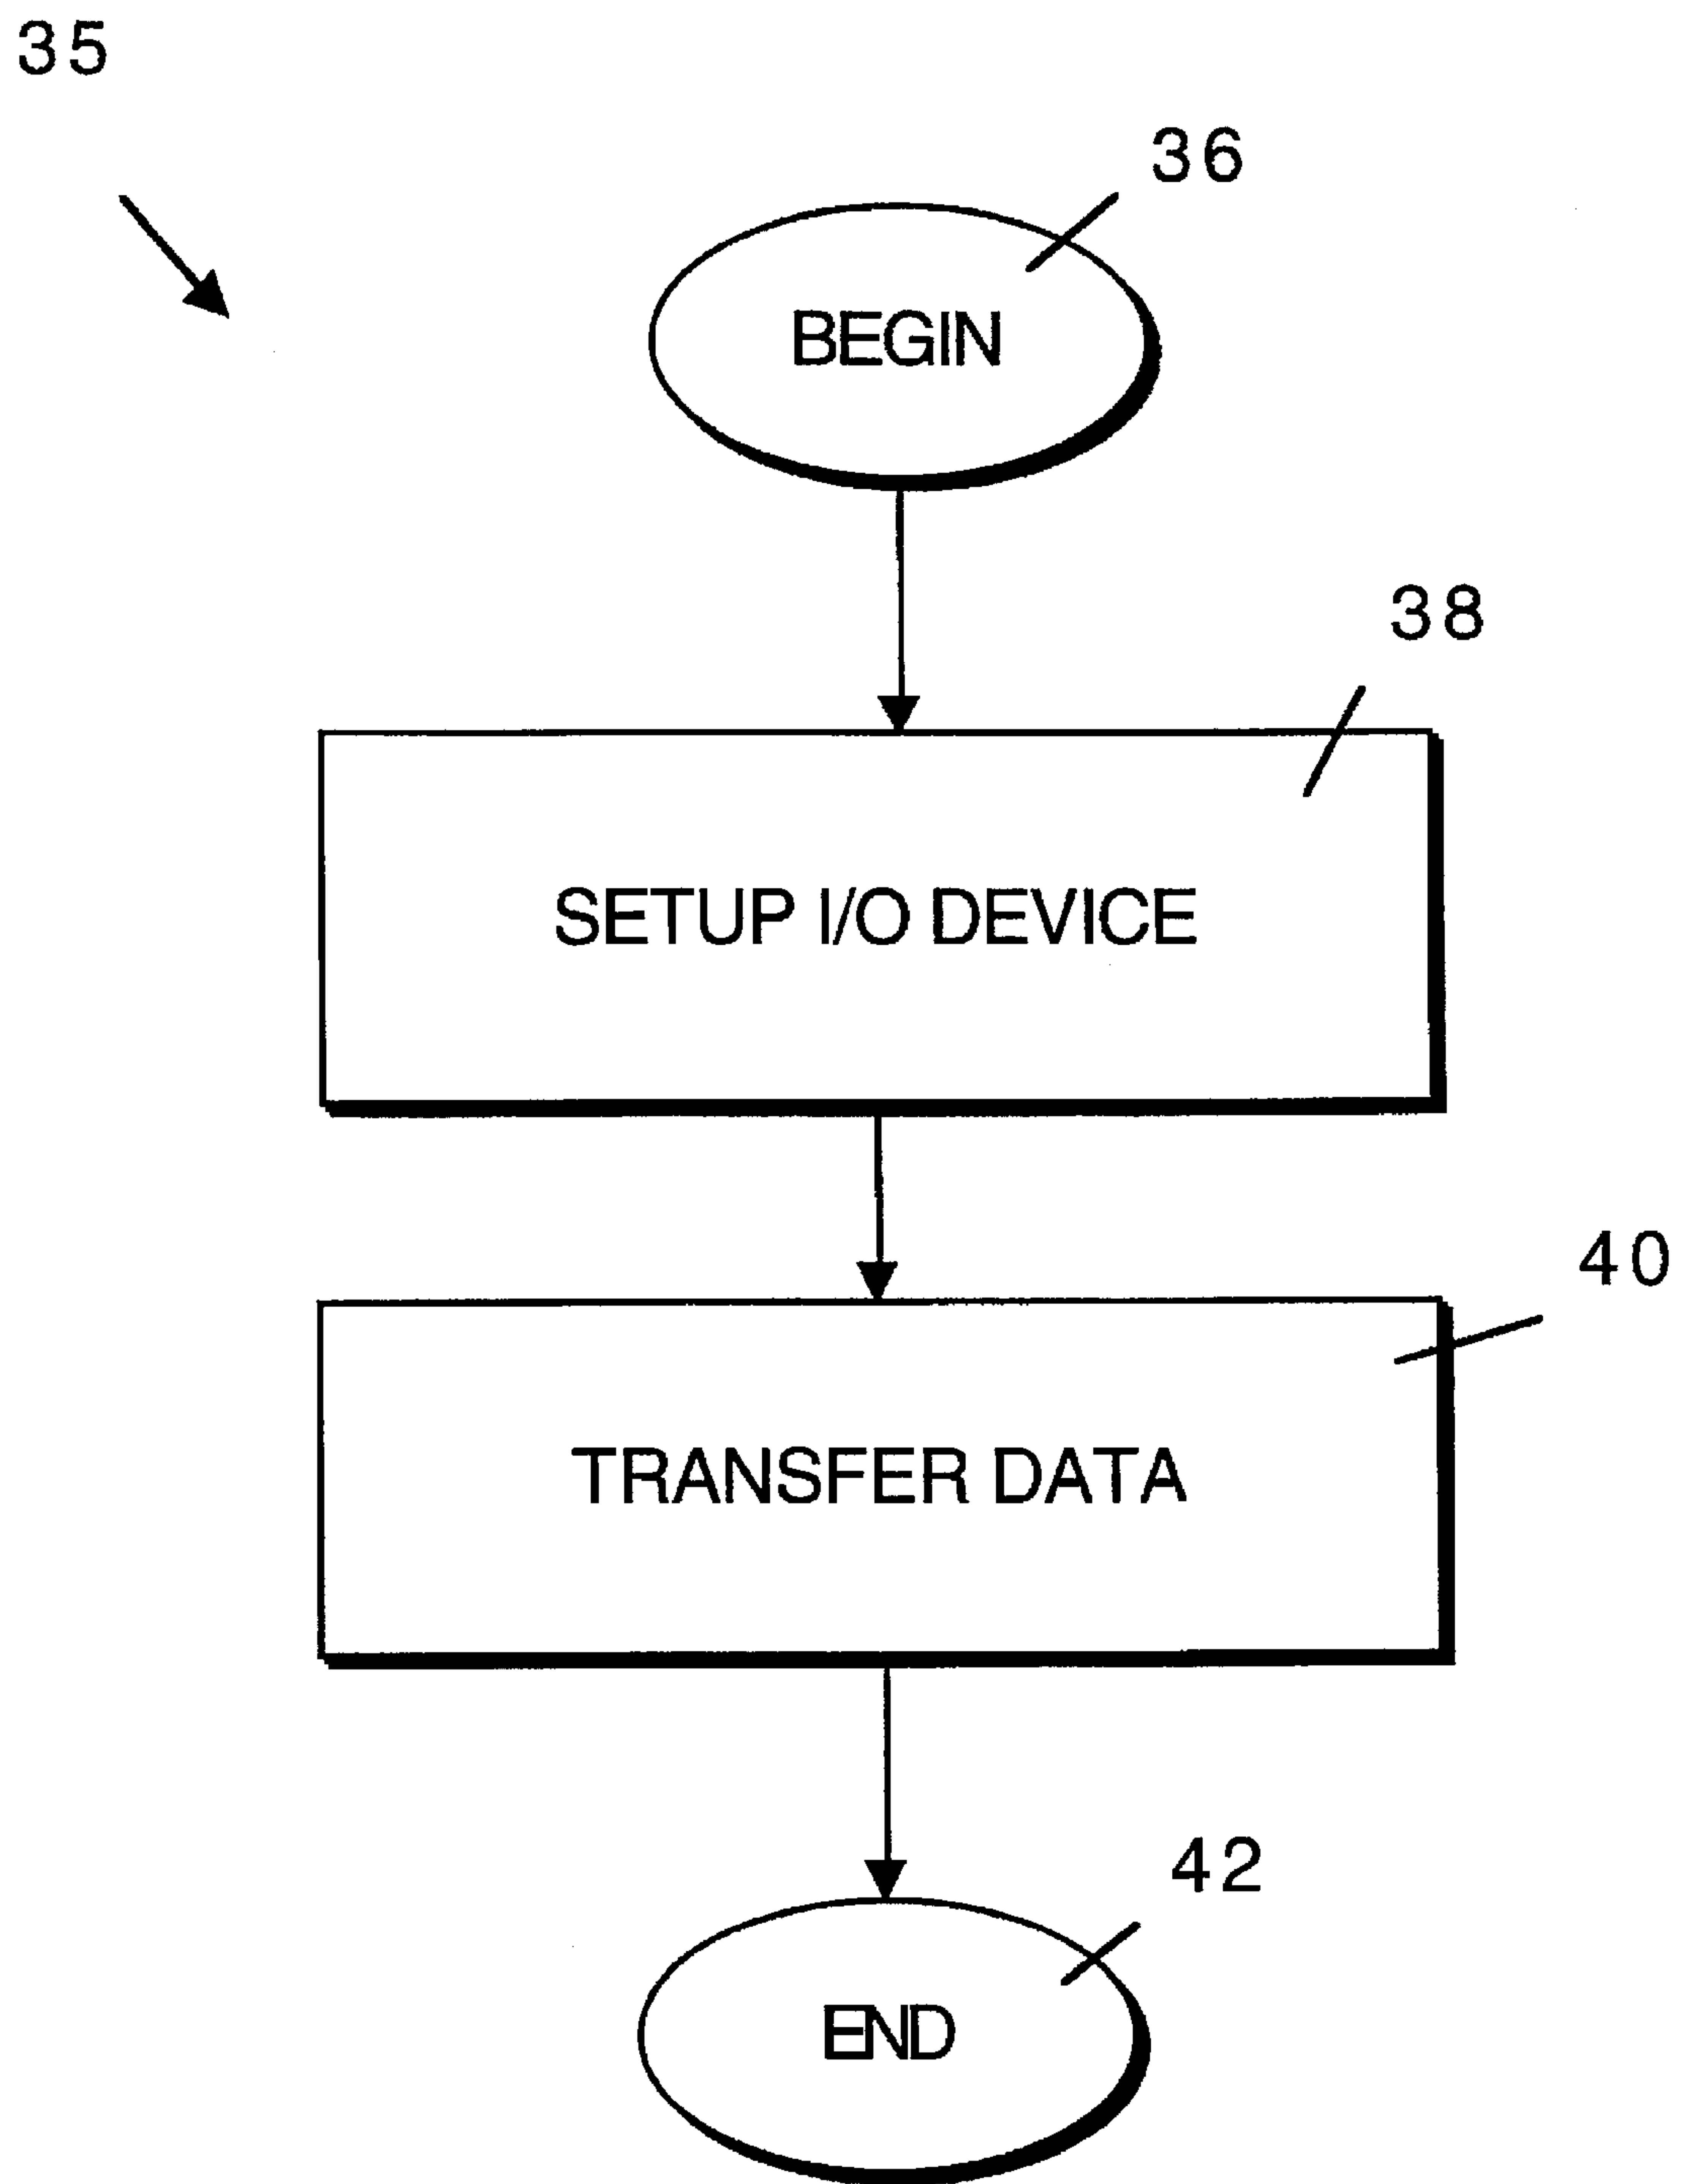 35
36
BEGIN
38
SETUP I/O DEVICE
40
TRANSFER DATA
42
END